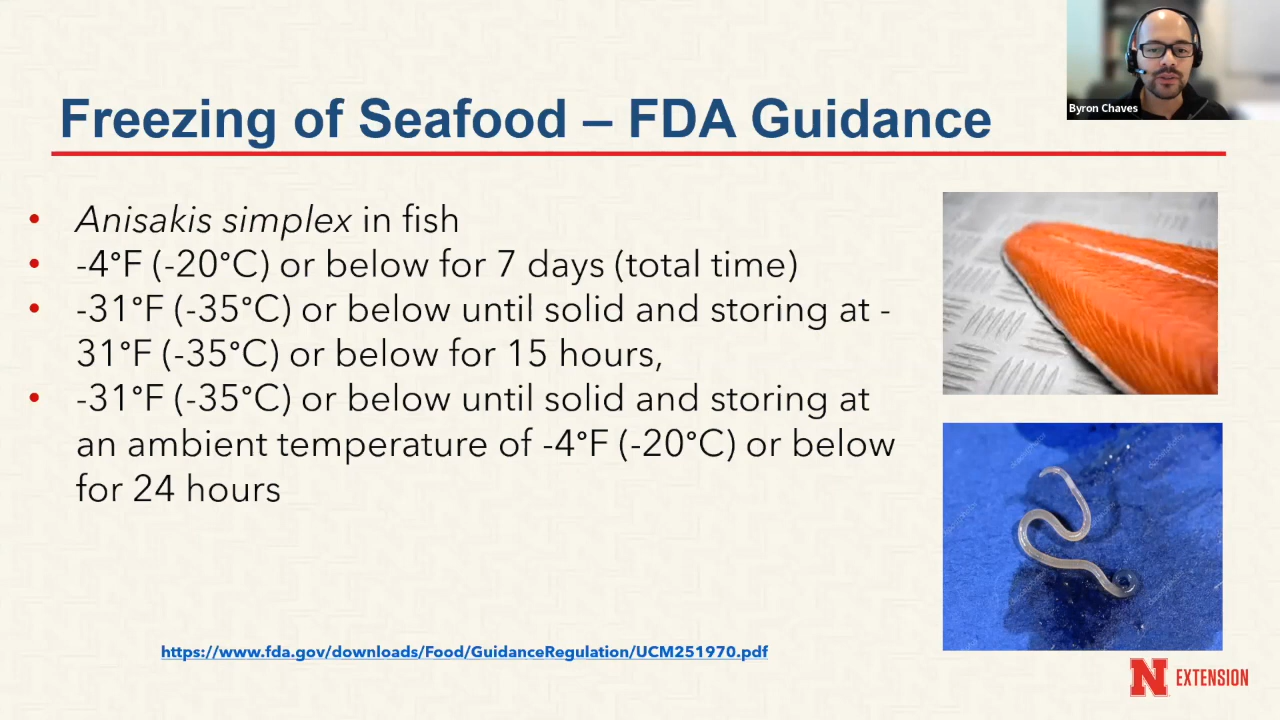 Byron Chaves
Freezing of Seafood – FDA Guidance
• Anisakis simplex in fish
• -4°F (-20°C) or below for 7 days (total time)
• -31°F (-35°C) or below until solid and storing at -
31°F (-35°C) or below for 15 hours,
• -31°F (-35°C) or below until solid and storing at
an ambient temperature of -4°F (-20°C) or below
for 24 hours
https://www.fda.gov/downloads/Food/GuidanceRegulation/UCM251970.pdf
N EXTENSION